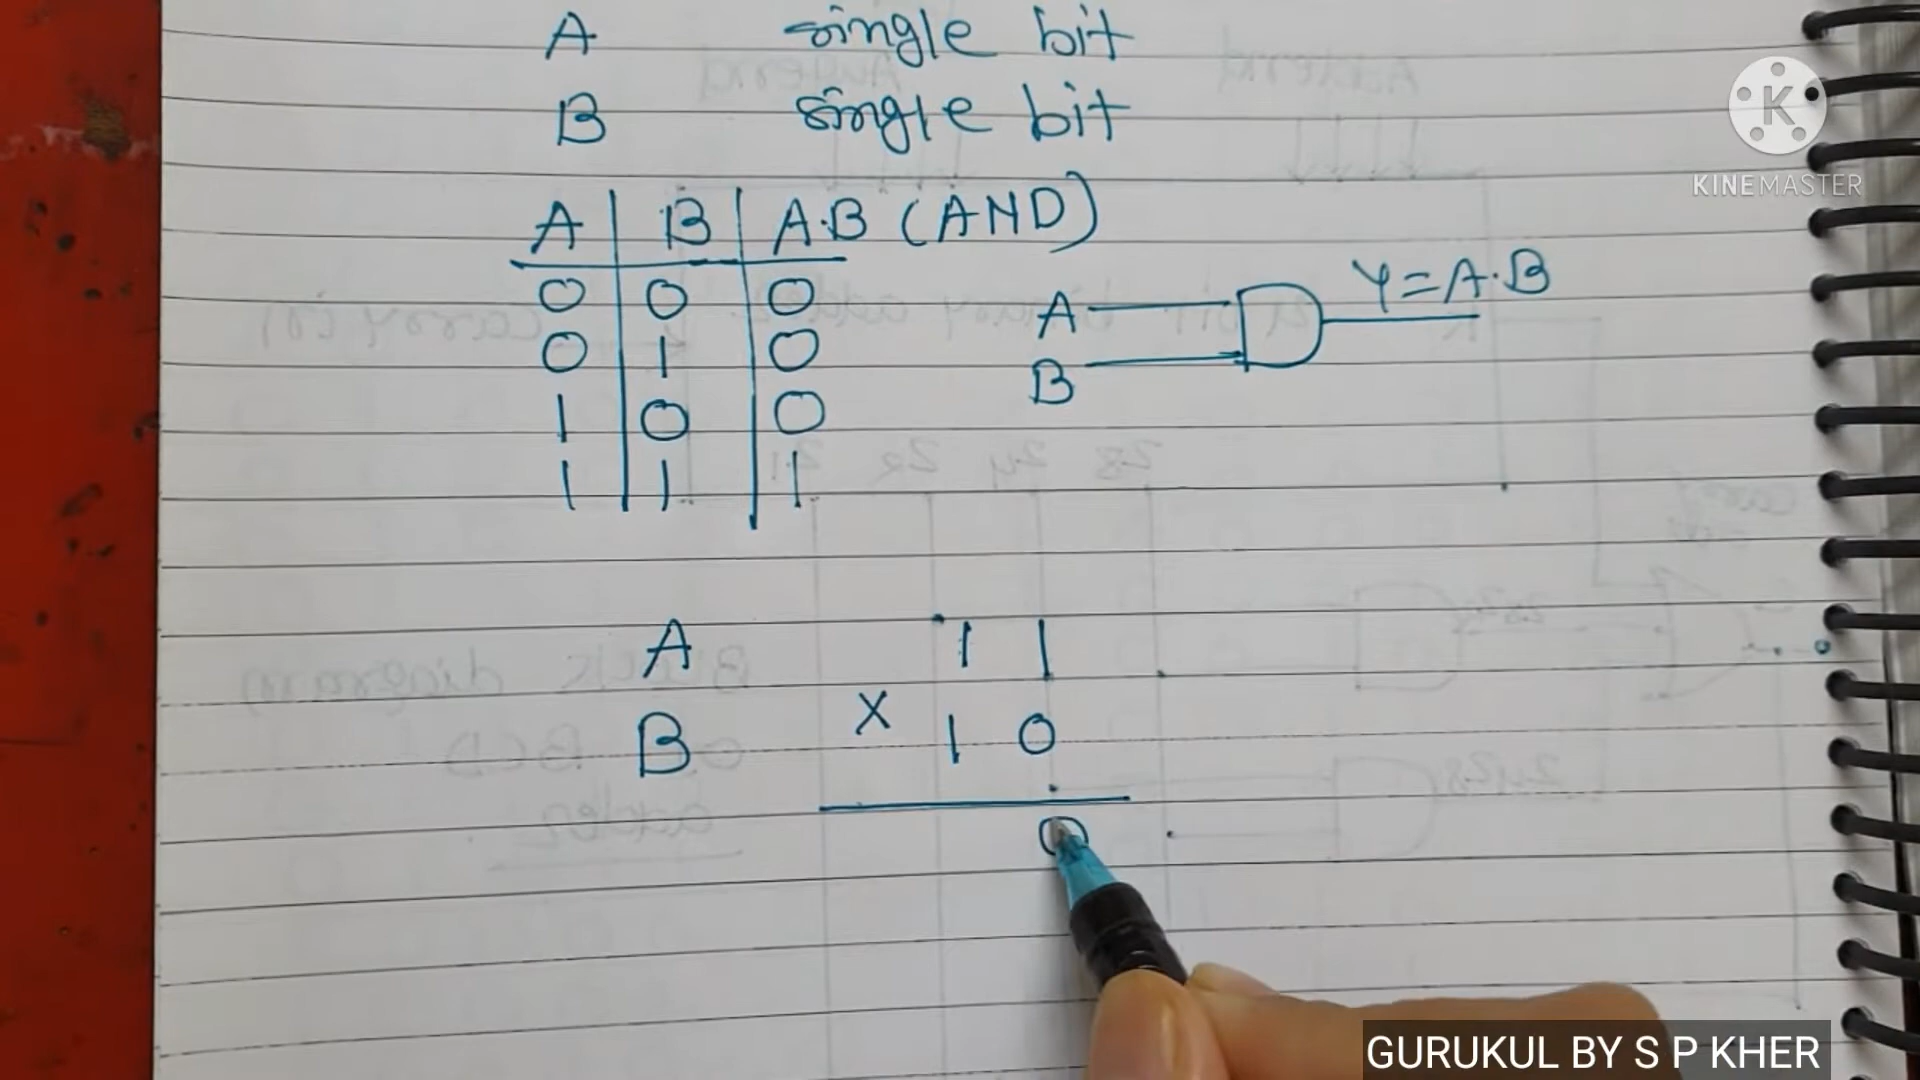 A single bit
B single bit
A B A.B (AND)
0 0 0
0 1 0
1 0 0
1 1 1
A
B
Y=A.B
A 1 1
B × 1 0
0
K
KINEMASTER
GURUKUL BY S P KHER